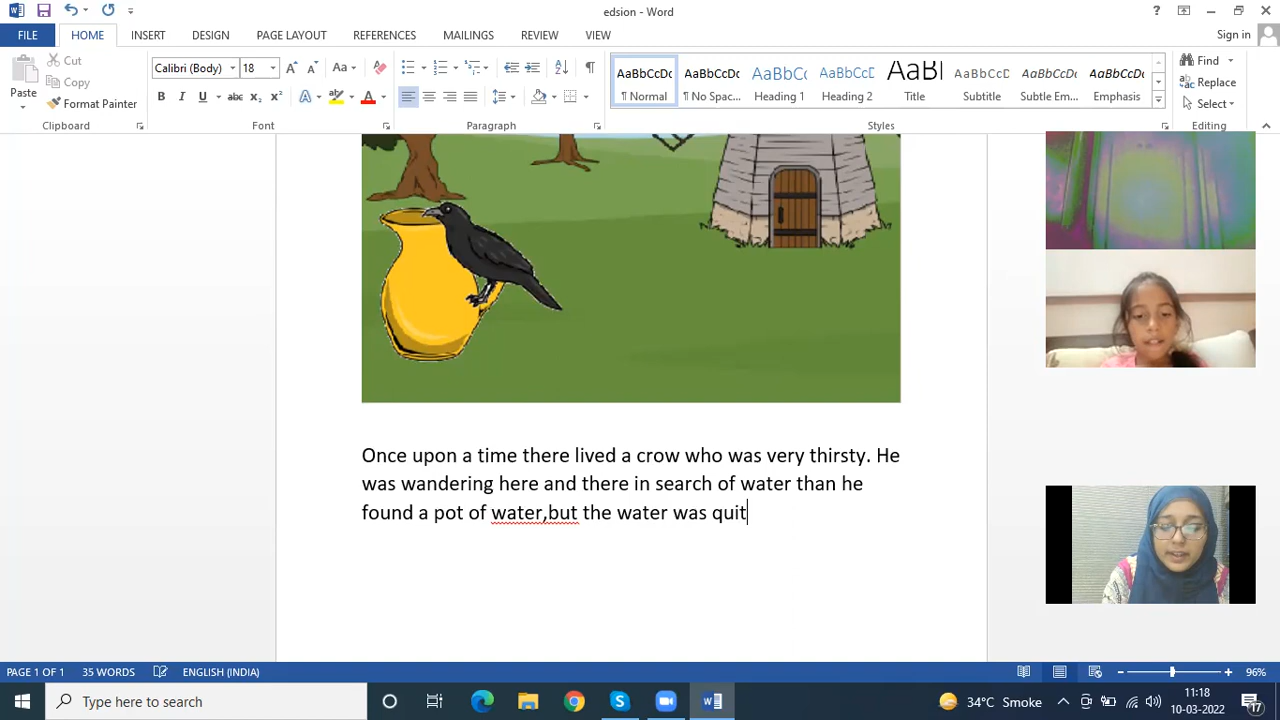 edsion - Word
?
Sign in
FILE HOME INSERT DESIGN PAGE LAYOUT REFERENCES MAILINGS REVIEW VIEW
Paste
Cut
Copy
Format Painter
Clipboard
Calibri (Body) 18
Font
Paragraph
AaBbCcDc AaBbCcDc AaBbCc AaBbCcE AaBl AaBbCcD AaBbCcDc AaBbCcDc
¶ Normal ¶ No Spac... Heading 1 Heading 2 Title Subtitle Subtle Em... Emphasis
Styles
Find
Replace
Select
Editing
Once upon a time there lived a crow who was very thirsty. He
was wandering here and there in search of water than he
found a pot of water,but the water was quit
PAGE 1 OF 1 35 WORDS ENGLISH (INDIA)
96%
Type here to search
34°C Smoke
11:18
10-03-2022
17